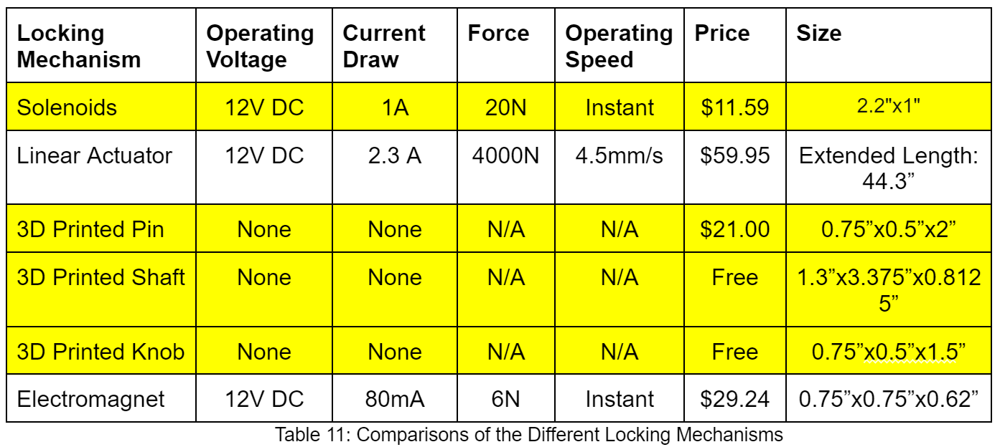 Locking Mechanism Operating Voltage Current Draw Force Operating Speed Price Size
Solenoids 12V DC 1A 20N Instant $11.59 2.2"x1"
Linear Actuator 12V DC 2.3 A 4000N 4.5mm/s $59.95 Extended Length:
44.3”
3D Printed Pin None None N/A N/A $21.00 0.75”x0.5”x2”
3D Printed Shaft None None N/A N/A Free 1.3”x3.375”x0.812
5”
3D Printed Knob None None N/A N/A Free 0.75”x0.5”x1.5”
Electromagnet 12V DC 80mA 6N Instant $29.24 0.75”x0.75”x0.62”
Table 11: Comparisons of the Different Locking Mechanisms